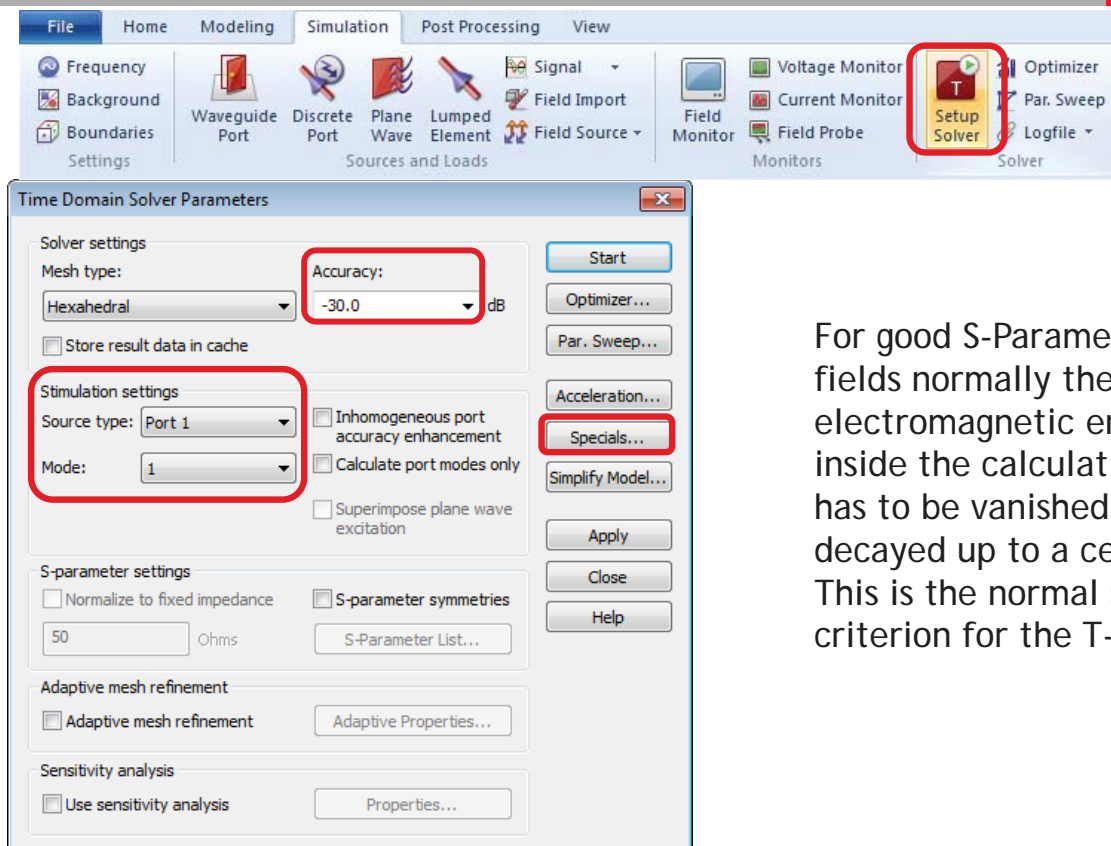 File Home Modeling Simulation Post Processing View
Frequency
Background
Boundaries
Settings
Waveguide Port
Discrete Port
Plane Wave
Lumped Element
Signal
Field Import
Field Source
Sources and Loads
Field Monitor
Voltage Monitor
Current Monitor
Field Probe
Monitors
T
Setup Solver
Optimizer
Par. Sweep
Logfile
Solver
Time Domain Solver Parameters
Solver settings
Mesh type:
Hexahedral
Accuracy:
-30.0 dB
Store result data in cache
Stimulation settings
Source type: Port 1
Mode: 1
Inhomogeneous port
accuracy enhancement
Calculate port modes only
Superimpose plane wave
excitation
S-parameter settings
Normalize to fixed impedance
50 Ohms
S-parameter symmetries
S-Parameter List...
Adaptive mesh refinement
Adaptive mesh refinement
Adaptive Properties...
Sensitivity analysis
Use sensitivity analysis
Properties...
Start
Optimizer...
Par. Sweep...
Acceleration...
Specials...
Simplify Model...
Apply
Close
Help
For good S-Parame
fields normally the
electromagnetic er
inside the calculat
has to be vanished
decayed up to a ce
This is the normal
criterion for the T-